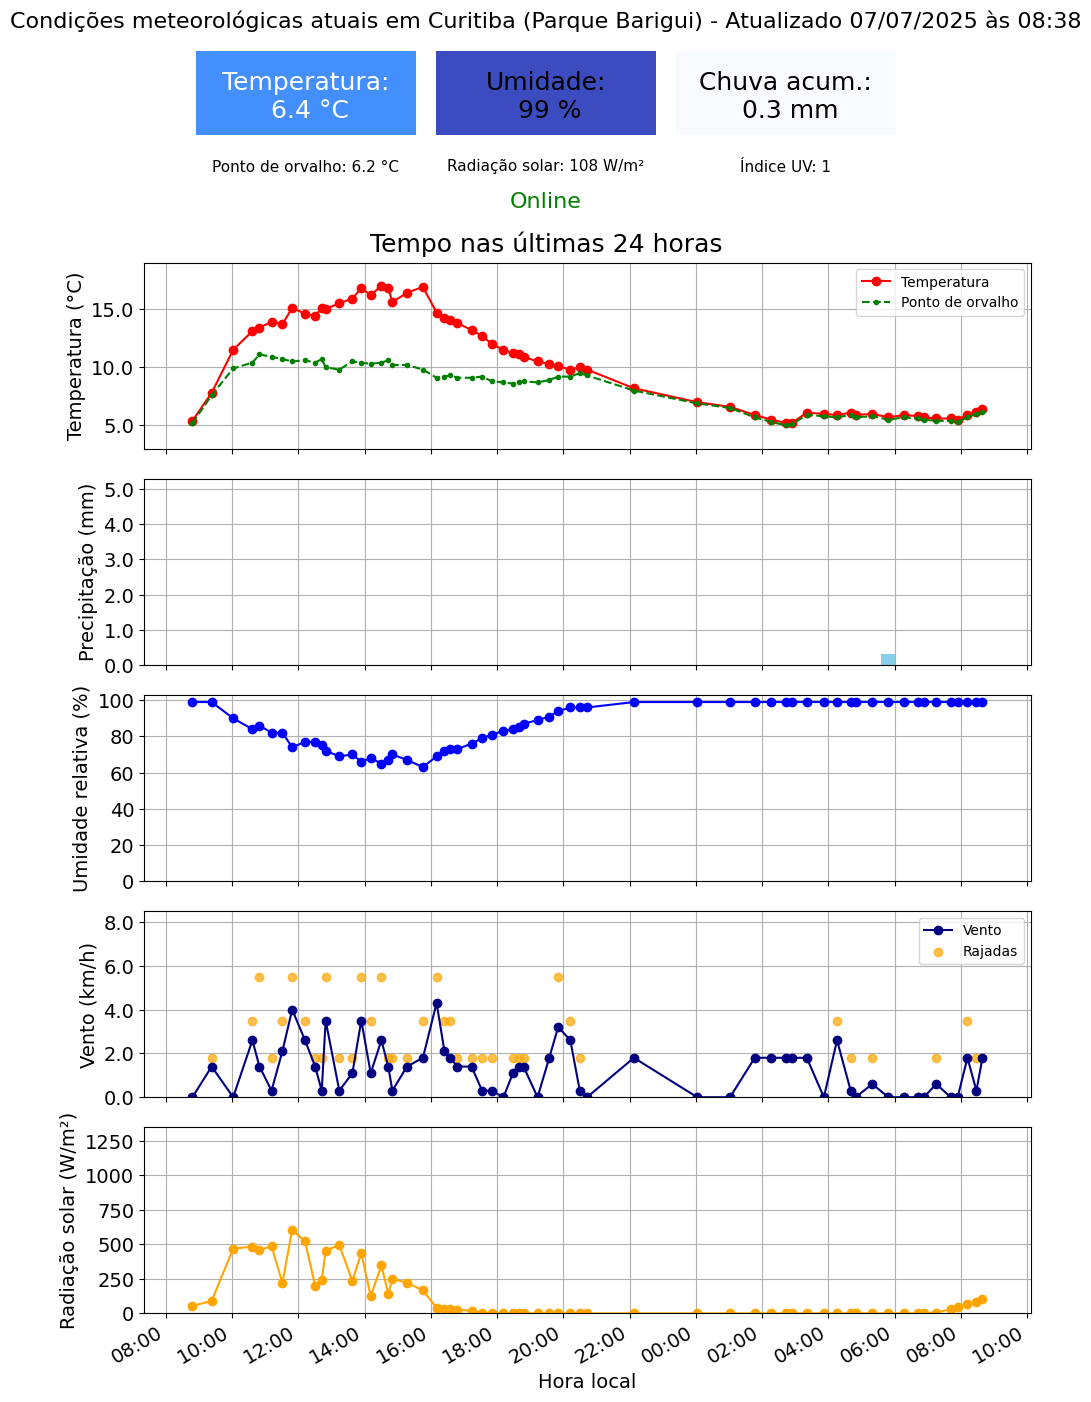 Condições meteorológicas atuais em Curitiba (Parque Barigui) - Atualizado 07/07/2025 às 08:38
Temperatura:
6.4 °C
Umidade:
99 %
Chuva acum.:
0.3 mm
Ponto de orvalho: 6.2 °C
Radiação solar: 108 W/m²
Índice UV: 1
Online
Tempo nas últimas 24 horas
Temperatura (°C)
15.0
10.0
5.0
Temperatura
Ponto de orvalho
Precipitação (mm)
5.0
4.0
3.0
2.0
1.0
0.0
Umidade relativa (%)
100
80
60
40
20
0
Vento (km/h)
8.0
6.0
4.0
2.0
0.0
Vento
Rajadas
Radiação solar (W/m²)
1250
1000
750
500
250
0
08:00
10:00
12:00
14:00
16:00
18:00
20:00
22:00
00:00
02:00
04:00
06:00
08:00
10:00
Hora local